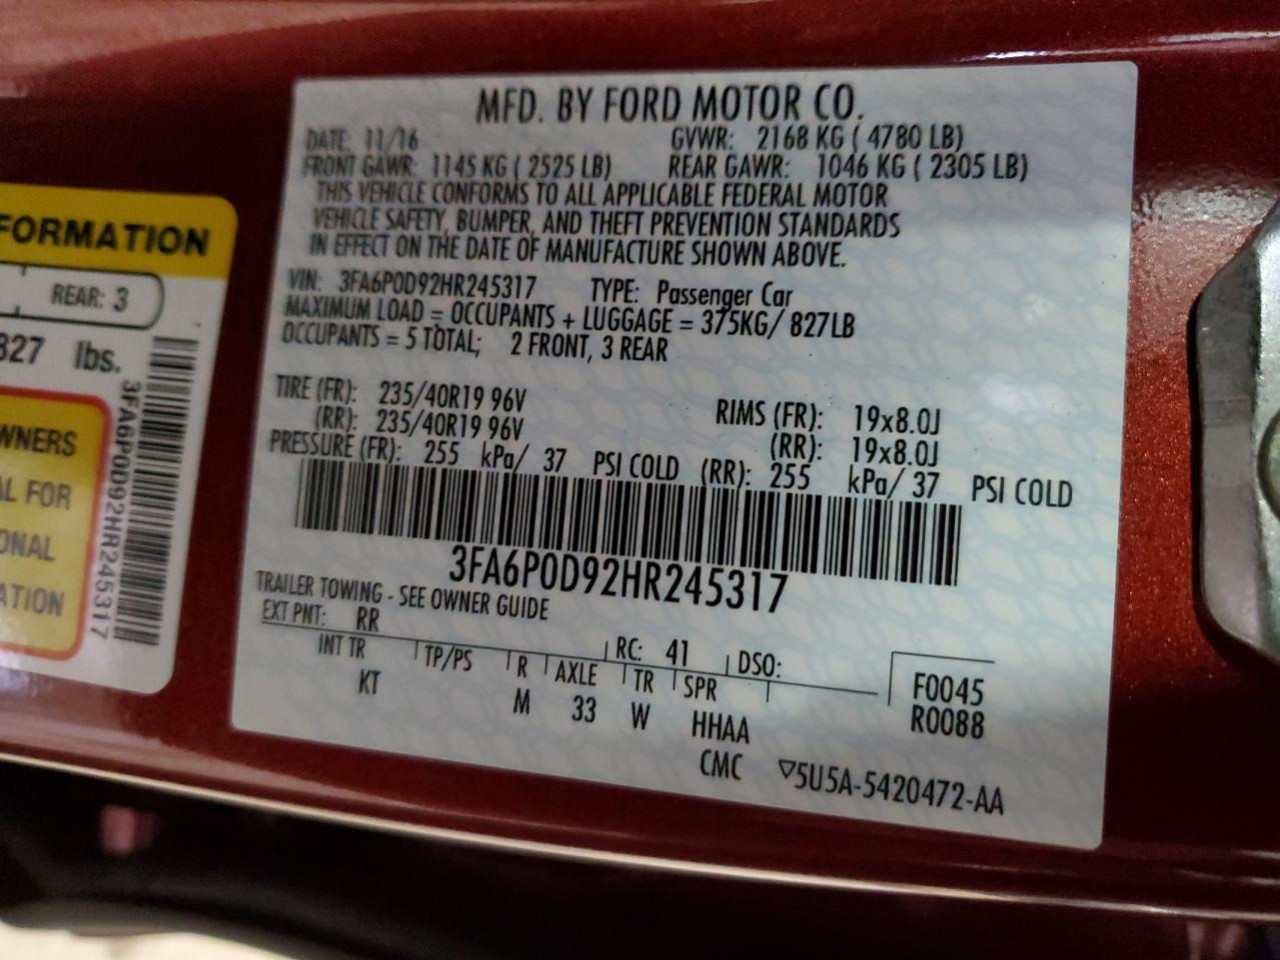 MFD. BY FORD MOTOR CO.
DATE: 11/16 GVWR: 2168 KG ( 4780 LB)
FRONT GAWR: 1145 KG ( 2525 LB) REAR GAWR: 1046 KG ( 2305 LB)
THIS VEHICLE CONFORMS TO ALL APPLICABLE FEDERAL MOTOR
VEHICLE SAFETY, BUMPER, AND THEFT PREVENTION STANDARDS
IN EFFECT ON THE DATE OF MANUFACTURE SHOWN ABOVE.
VIN: 3FA6P0D92HR245317 TYPE: Passenger Car
MAXIMUM LOAD = OCCUPANTS + LUGGAGE = 375KG/ 827LB
OCCUPANTS = 5 TOTAL; 2 FRONT, 3 REAR
TIRE (FR): 235/40R19 96V RIMS (FR): 19x8.0J
(RR): 235/40R19 96V (RR): 19x8.0J
PRESSURE (FR): 255 kPa/ 37 PSI COLD (RR): 255 kPa/ 37 PSI COLD
3FA6P0D92HR245317
TRAILER TOWING - SEE OWNER GUIDE
EXT PNT: RR RC: 41 DSO:
INT TR TP/PS R AXLE TR SPR F0045
KT M 33 W HHAA R0088
CMC ▽5U5A-5420472-AA
FORMATION
REAR: 3
827 lbs.
3FA6P0D92HR245317
WNERS
AL FOR
ONAL
ATION